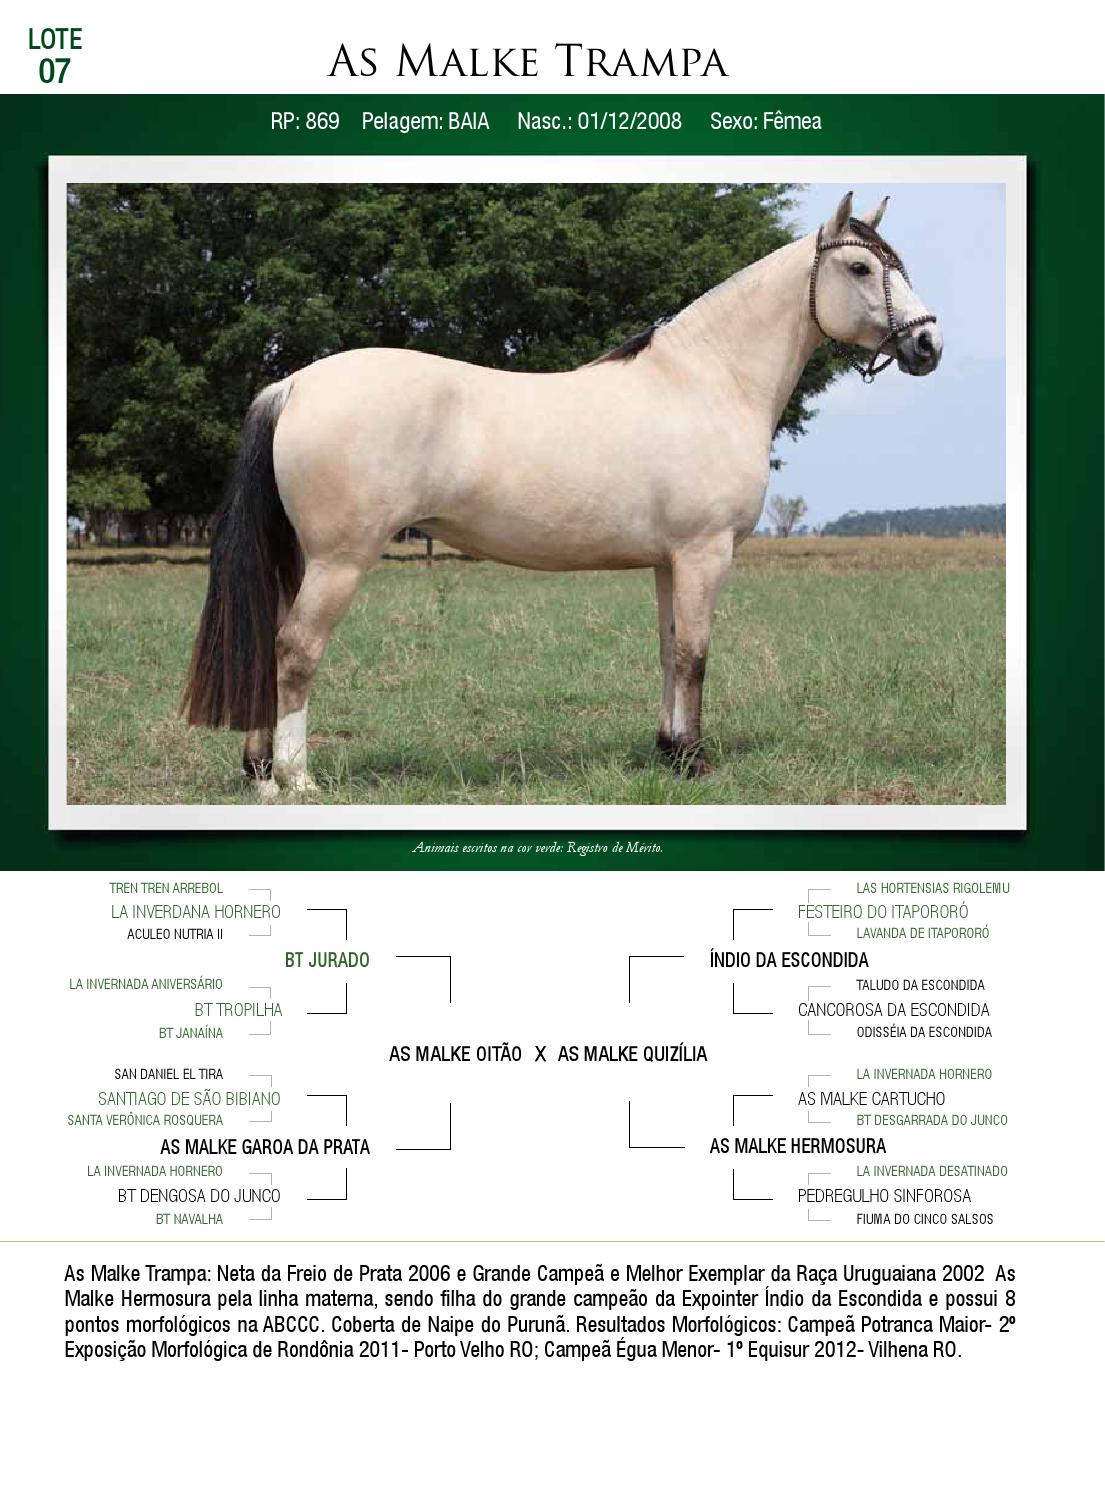 LOTE
07
As Malke Trampa
RP: 869 Pelagem: BAIA Nasc.: 01/12/2008 Sexo: Fêmea
Animais escritos na cor verde: Registro de Mérito.
TREN TREN ARREBOL
LA INVERDANA HORNERO
ACULEO NUTRIA II
BT JURADO
LA INVERNADA ANIVERSÁRIO
BT TROPILHA
BT JANAÍNA
LAS HORTENSIAS RIGOLEMU
FESTEIRO DO ITAPORORÓ
LAVANDA DE ITAPORORÓ
ÍNDIO DA ESCONDIDA
TALUDO DA ESCONDIDA
CANCOROSA DA ESCONDIDA
ODISSÉIA DA ESCONDIDA
AS MALKE OITÃO X AS MALKE QUIZÍLIA
SAN DANIEL EL TIRA
SANTIAGO DE SÃO BIBIANO
SANTA VERÔNICA ROSQUERA
AS MALKE GAROA DA PRATA
LA INVERNADA HORNERO
BT DENGOSA DO JUNCO
BT NAVALHA
LA INVERNADA HORNERO
AS MALKE CARTUCHO
BT DESGARRADA DO JUNCO
AS MALKE HERMOSURA
LA INVERNADA DESATINADO
PEDREGULHO SINFOROSA
FIUMA DO CINCO SALSOS
As Malke Trampa: Neta da Freio de Prata 2006 e Grande Campeã e Melhor Exemplar da Raça Uruguaiana 2002 As
Malke Hermosura pela linha materna, sendo filha do grande campeão da Expointer Índio da Escondida e possui 8
pontos morfológicos na ABCCC. Coberta de Naipe do Purunã. Resultados Morfológicos: Campeã Potranca Maior- 2º
Exposição Morfológica de Rondônia 2011- Porto Velho RO; Campeã Égua Menor- 1º Equisur 2012- Vilhena RO.